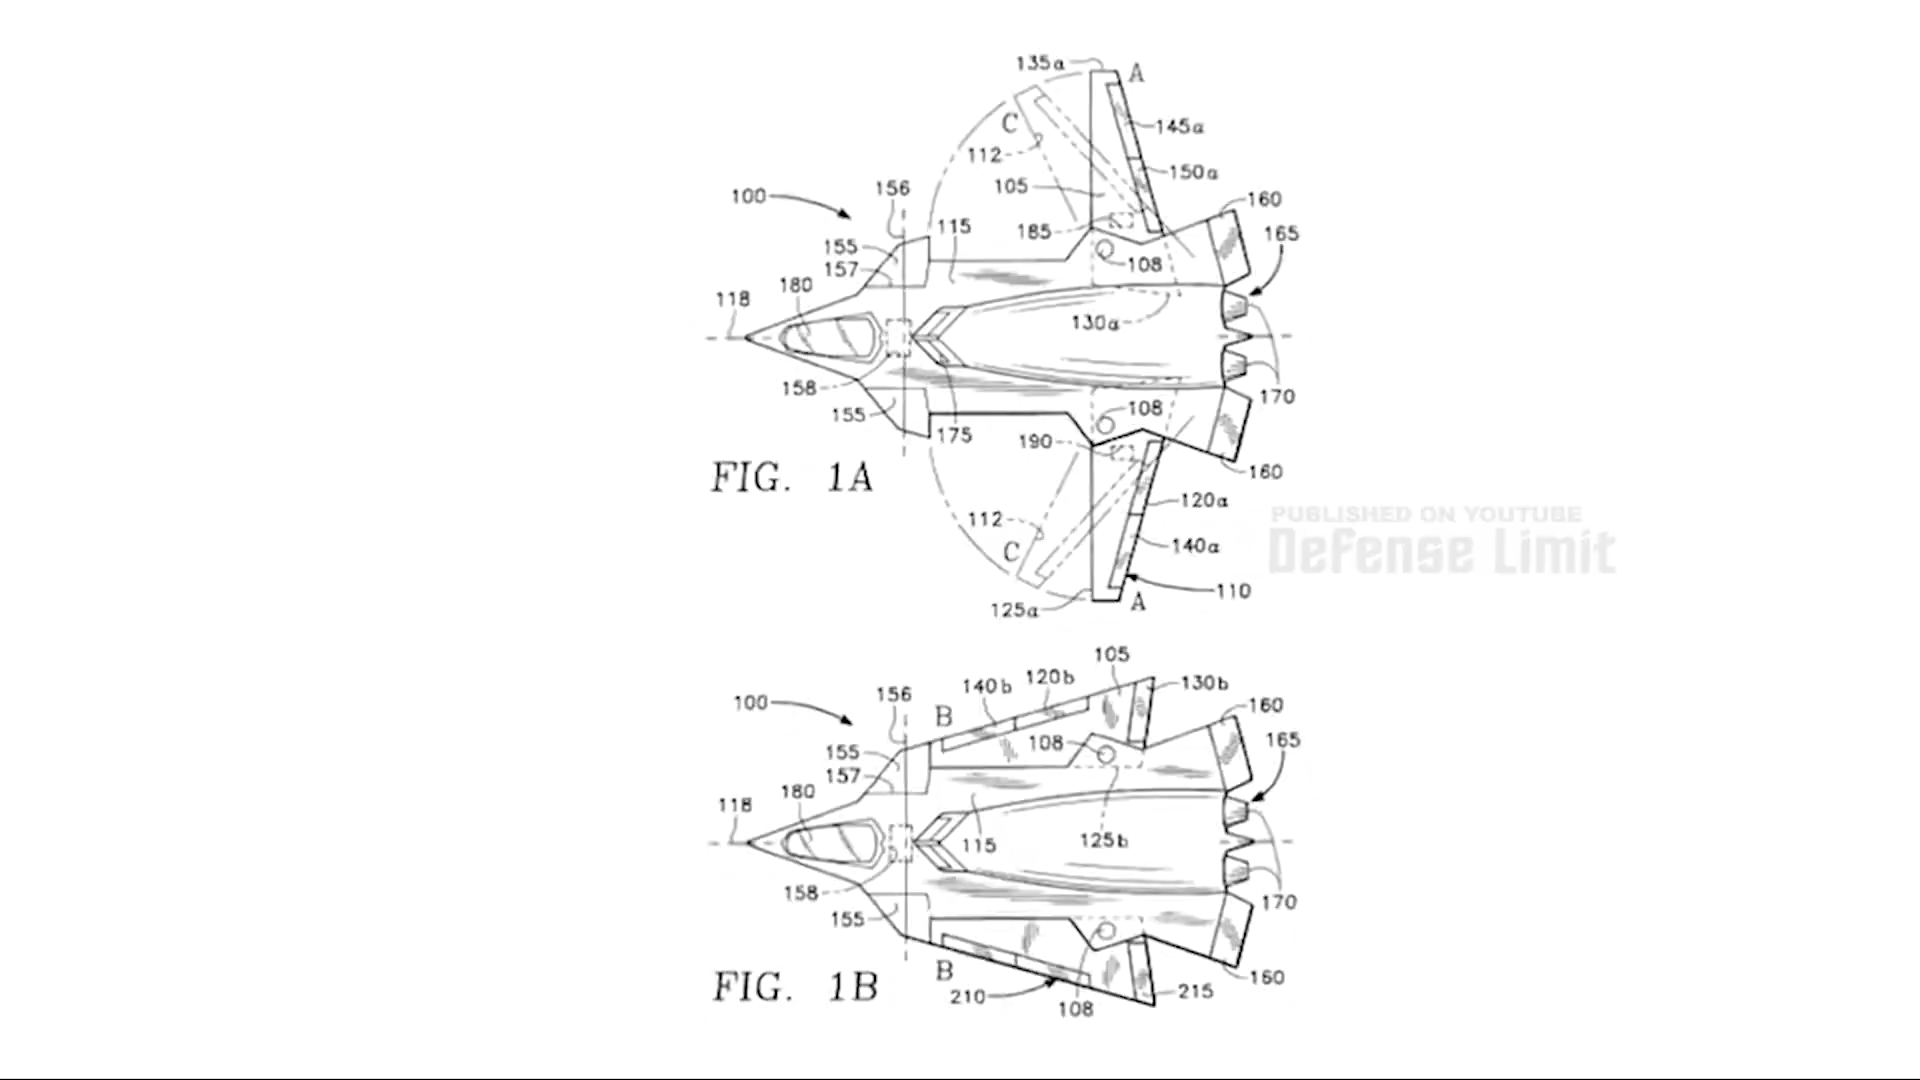 135a
A
C
145a
112
150a
105
156
100
160
115
185
165
155
157
108
180
118
130a
158
170
155
108
175
190
160
FIG. 1A
120a
PUBLISHED ON YOUTUBE
Defense Limit
112
C
140a
110
125a
A
105
120b
130b
140b
156
100
B
160
108
165
155
157
180
118
115
125b
158
170
155
B
160
FIG. 1B
210
215
108